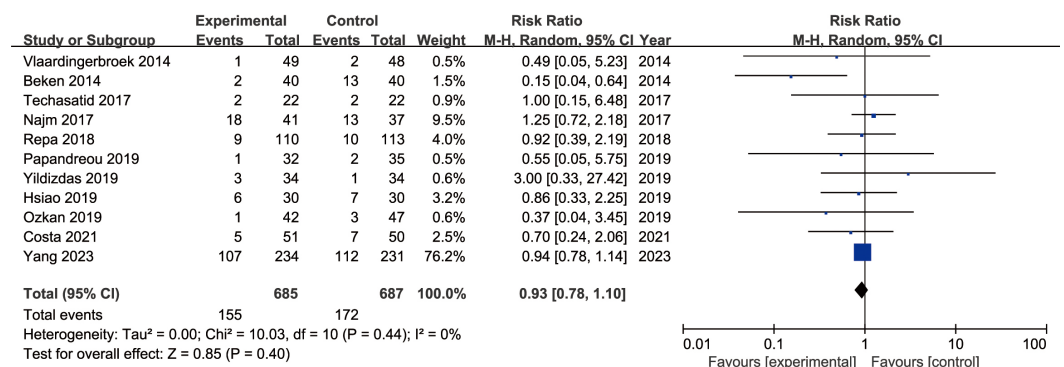 Experimental Control Risk Ratio Risk Ratio
Study or Subgroup Events Total Events Total Weight M-H, Random, 95% CI Year M-H, Random, 95% CI
Vlaardingerbroek 2014 1 49 2 48 0.5% 0.49 [0.05, 5.23] 2014
Beken 2014 2 40 13 40 1.5% 0.15 [0.04, 0.64] 2014
Techasatid 2017 2 22 2 22 0.9% 1.00 [0.15, 6.48] 2017
Najm 2017 18 41 13 37 9.5% 1.25 [0.72, 2.18] 2017
Repa 2018 9 110 10 113 4.0% 0.92 [0.39, 2.19] 2018
Papandreou 2019 1 32 2 35 0.5% 0.55 [0.05, 5.75] 2019
Yildizdas 2019 3 34 1 34 0.6% 3.00 [0.33, 27.42] 2019
Hsiao 2019 6 30 7 30 3.2% 0.86 [0.33, 2.25] 2019
Ozkan 2019 1 42 3 47 0.6% 0.37 [0.04, 3.45] 2019
Costa 2021 5 51 7 50 2.5% 0.70 [0.24, 2.06] 2021
Yang 2023 107 234 112 231 76.2% 0.94 [0.78, 1.14] 2023
Total (95% CI) 685 687 100.0% 0.93 [0.78, 1.10]
Total events 155 172
Heterogeneity: Tau² = 0.00; Chi² = 10.03, df = 10 (P = 0.44); I² = 0%
Test for overall effect: Z = 0.85 (P = 0.40)
0.01 0.1 1 10 100
Favours [experimental] Favours [control]